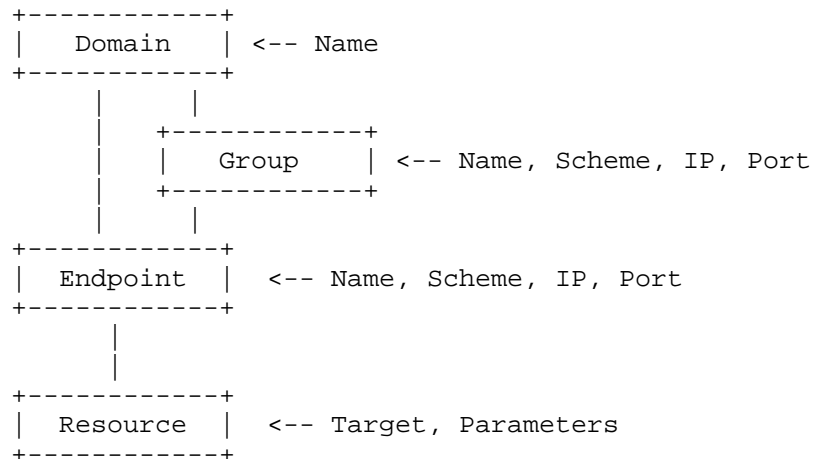 Domain <-- Name
Group <-- Name, Scheme, IP, Port
Endpoint <-- Name, Scheme, IP, Port
Resource <-- Target, Parameters